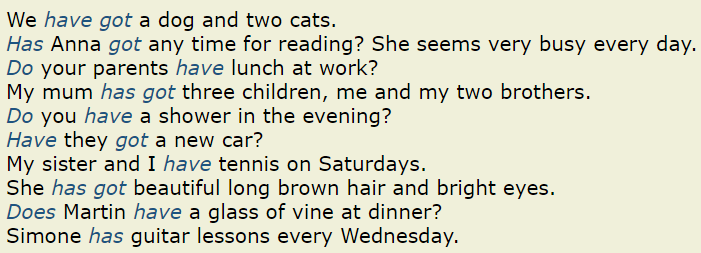 We have got a dog and two cats.
Has Anna got any time for reading? She seems very busy every day.
Do your parents have lunch at work?
My mum has got three children, me and my two brothers.
Do you have a shower in the evening?
Have they got a new car?
My sister and I have tennis on Saturdays.
She has got beautiful long brown hair and bright eyes.
Does Martin have a glass of vine at dinner?
Simone has guitar lessons every Wednesday.